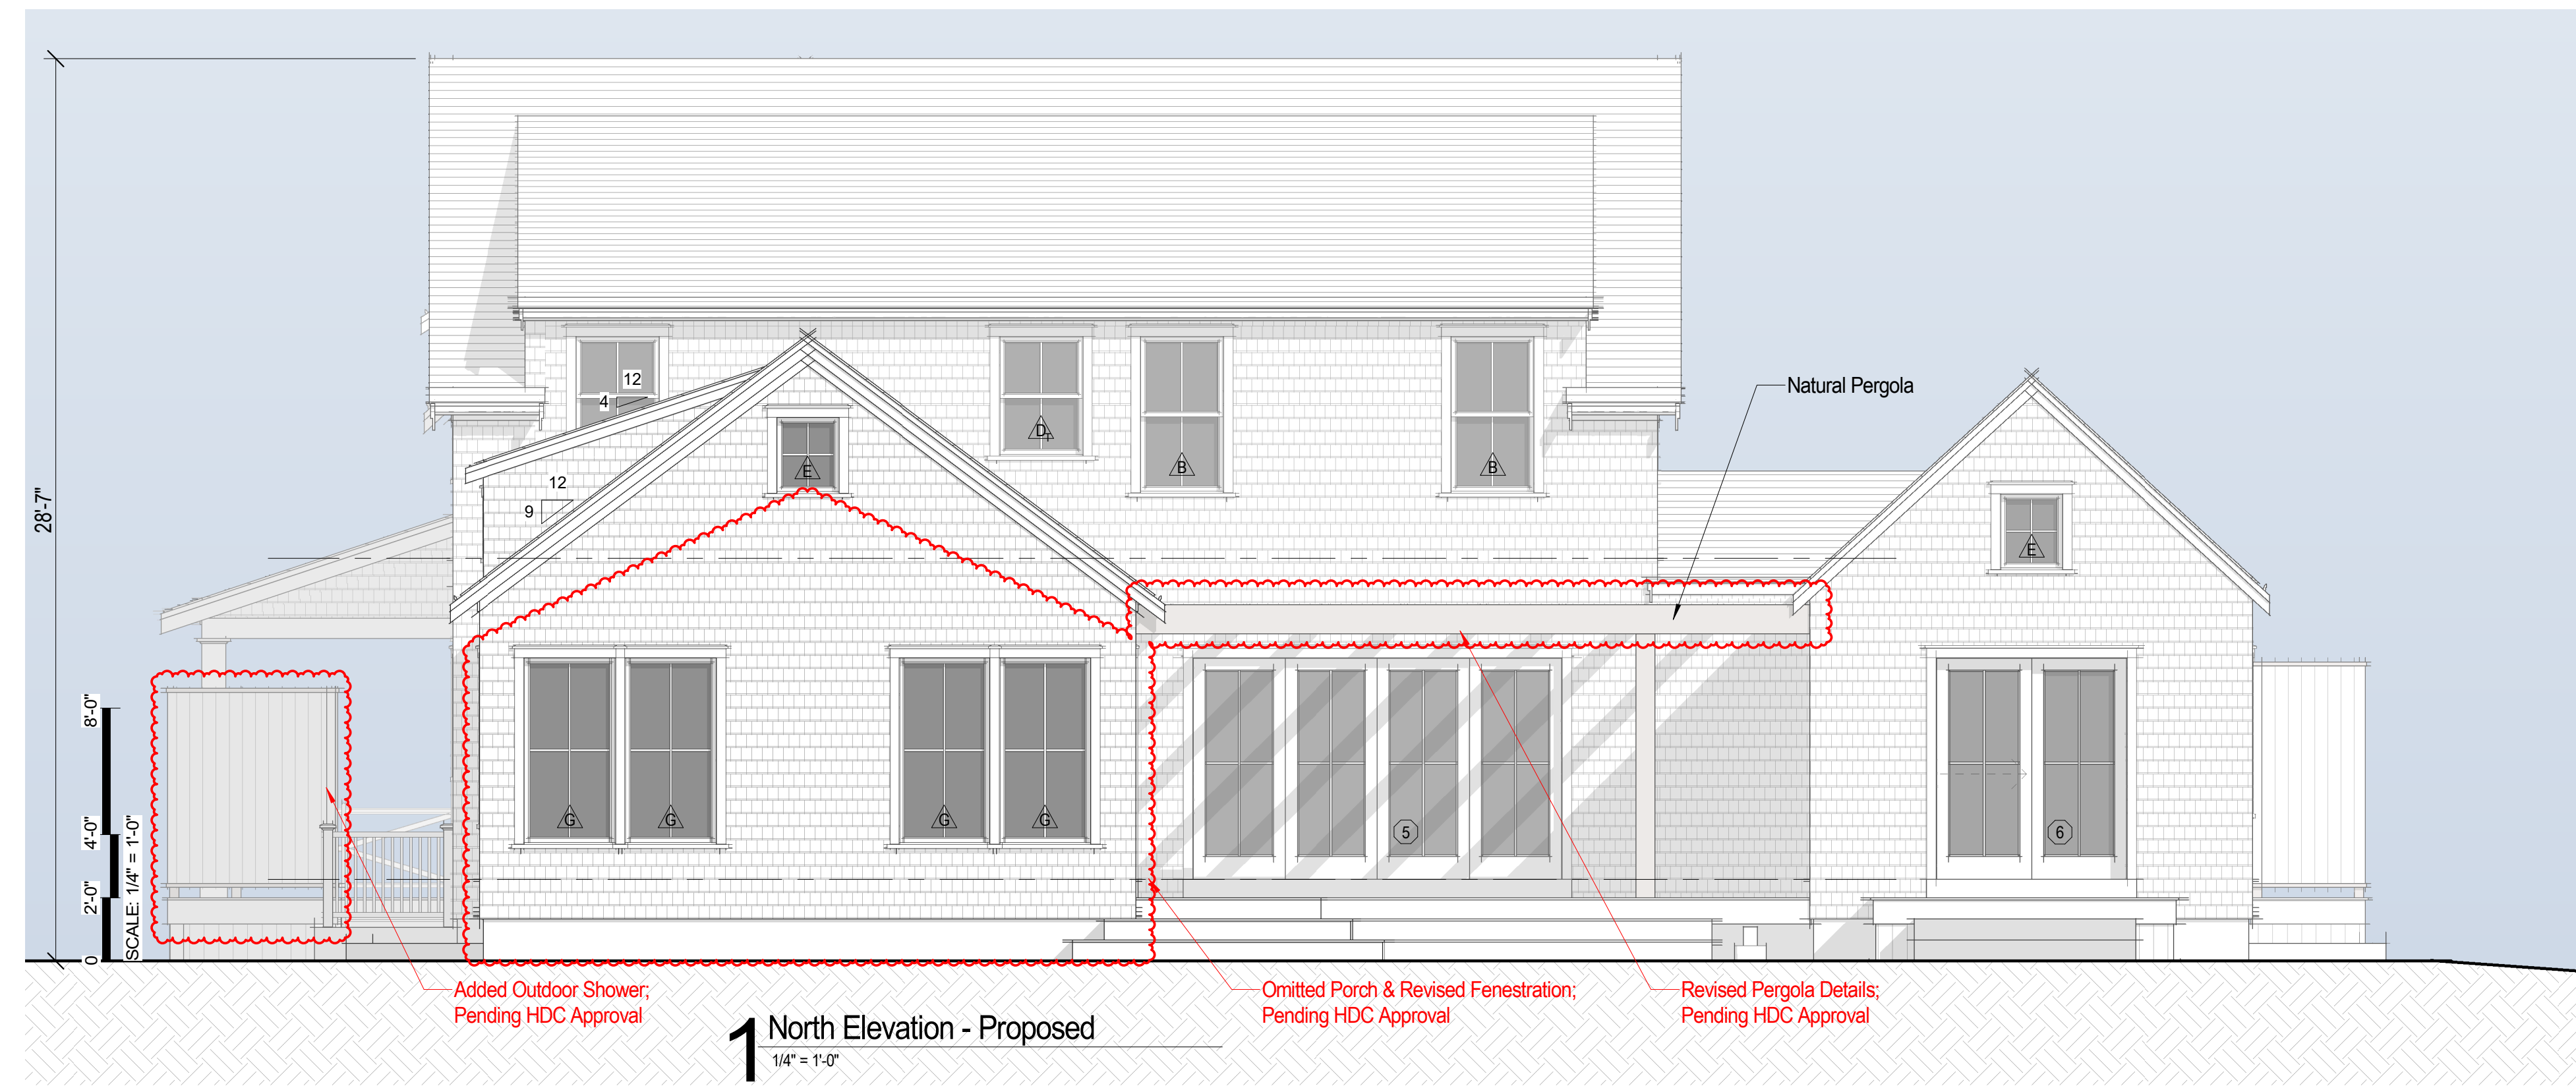 28'-7"
12
4
12
9
E
D
T
B
B
Natural Pergola
E
8'-0"
4'-0"
2'-0"
0
SCALE: 1/4" = 1'-0"
G
G
G
G
5
6
Added Outdoor Shower;
Pending HDC Approval
Omitted Porch & Revised Fenestration;
Pending HDC Approval
Revised Pergola Details;
Pending HDC Approval
1 North Elevation - Proposed
1/4" = 1'-0"